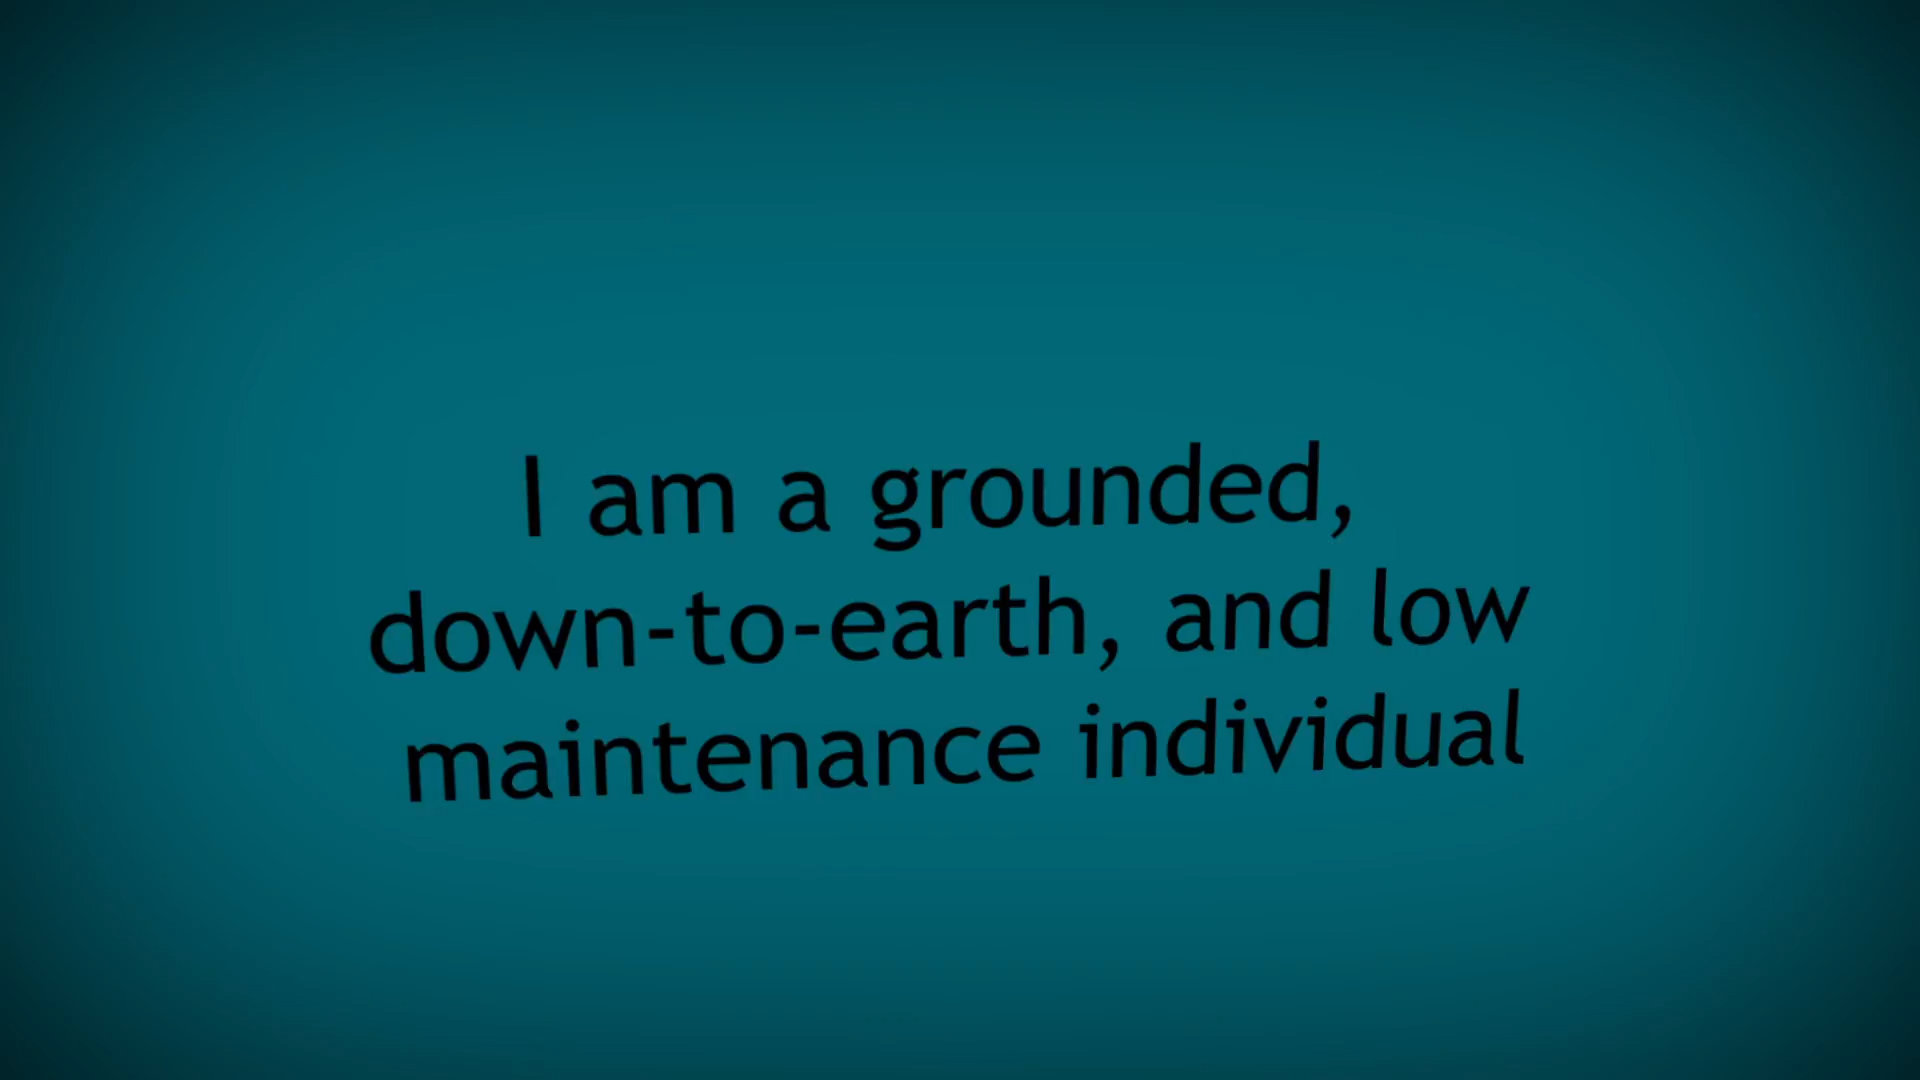 I am a grounded,
down-to-earth, and low
maintenance individual